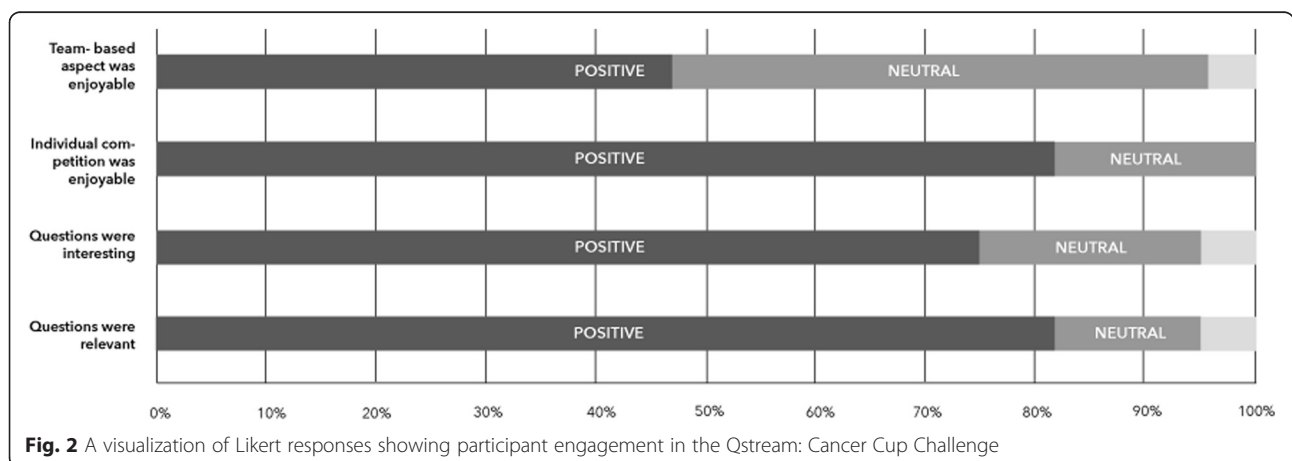 Team- based
aspect was
enjoyable
POSITIVE NEUTRAL
Individual com-
petition was
enjoyable
POSITIVE NEUTRAL
Questions were
interesting
POSITIVE NEUTRAL
Questions were
relevant
POSITIVE NEUTRAL
0% 10% 20% 30% 40% 50% 60% 70% 80% 90% 100%
Fig. 2 A visualization of Likert responses showing participant engagement in the Qstream: Cancer Cup Challenge